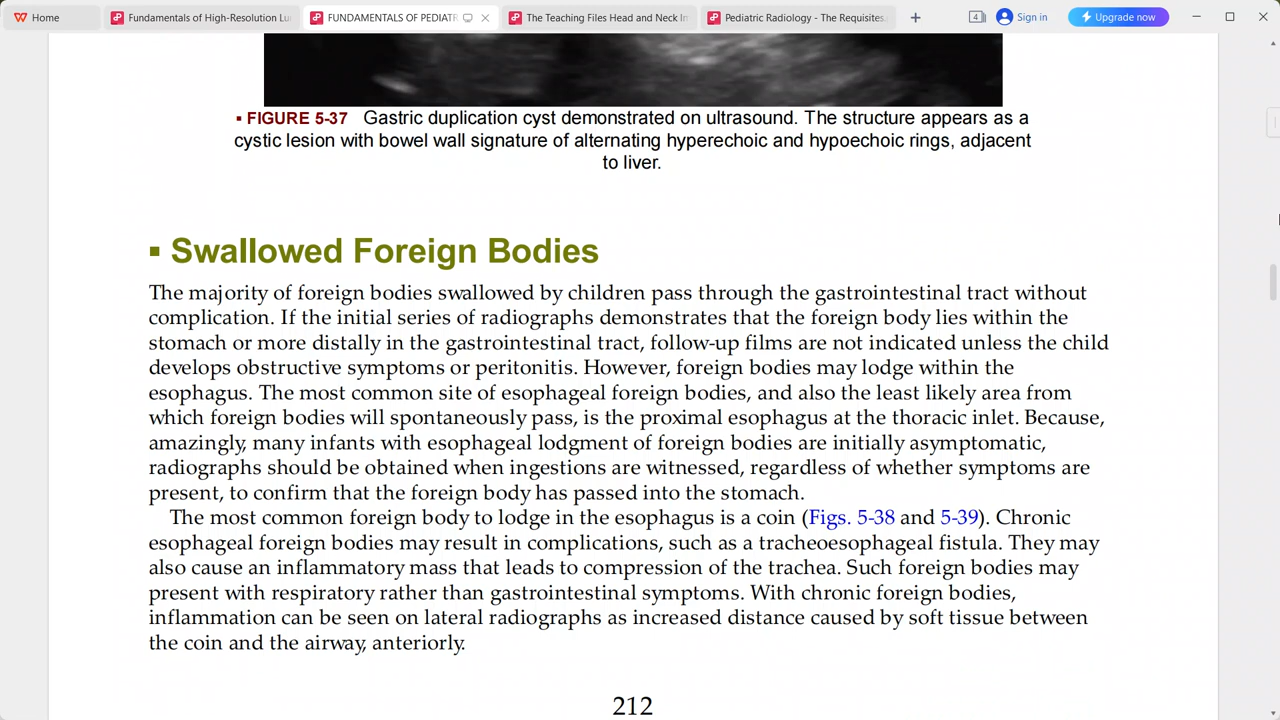 Home
Fundamentals of High-Resolution Lu
FUNDAMENTALS OF PEDIATR
The Teaching Files Head and Neck Im
Pediatric Radiology - The Requisites.
4
Sign in
Upgrade now
▪ FIGURE 5-37 Gastric duplication cyst demonstrated on ultrasound. The structure appears as a
cystic lesion with bowel wall signature of alternating hyperechoic and hypoechoic rings, adjacent
to liver.
▪ Swallowed Foreign Bodies
The majority of foreign bodies swallowed by children pass through the gastrointestinal tract without
complication. If the initial series of radiographs demonstrates that the foreign body lies within the
stomach or more distally in the gastrointestinal tract, follow-up films are not indicated unless the child
develops obstructive symptoms or peritonitis. However, foreign bodies may lodge within the
esophagus. The most common site of esophageal foreign bodies, and also the least likely area from
which foreign bodies will spontaneously pass, is the proximal esophagus at the thoracic inlet. Because,
amazingly, many infants with esophageal lodgment of foreign bodies are initially asymptomatic,
radiographs should be obtained when ingestions are witnessed, regardless of whether symptoms are
present, to confirm that the foreign body has passed into the stomach.
The most common foreign body to lodge in the esophagus is a coin (Figs. 5-38 and 5-39). Chronic
esophageal foreign bodies may result in complications, such as a tracheoesophageal fistula. They may
also cause an inflammatory mass that leads to compression of the trachea. Such foreign bodies may
present with respiratory rather than gastrointestinal symptoms. With chronic foreign bodies,
inflammation can be seen on lateral radiographs as increased distance caused by soft tissue between
the coin and the airway, anteriorly.
212